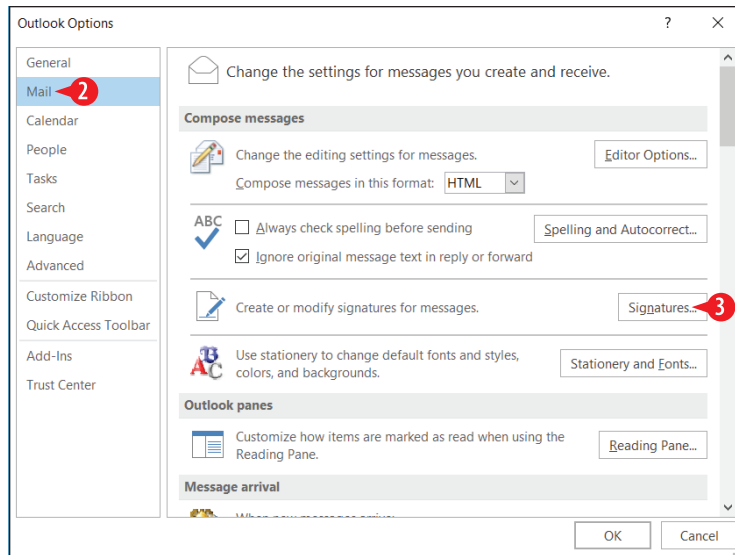 Outlook Options ? ×
General
Mail 2
Calendar
People
Tasks
Search
Language
Advanced
Customize Ribbon
Quick Access Toolbar
Add-Ins
Trust Center
Change the settings for messages you create and receive.
Compose messages
Change the editing settings for messages.
Editor Options...
Compose messages in this format: HTML
ABC
Always check spelling before sending
Spelling and Autocorrect...
Ignore original message text in reply or forward
Create or modify signatures for messages.
Signatures... 3
Use stationery to change default fonts and styles,
colors, and backgrounds.
Stationery and Fonts...
Outlook panes
Customize how items are marked as read when using the
Reading Pane.
Reading Pane...
Message arrival
When new messages arrive:
OK
Cancel